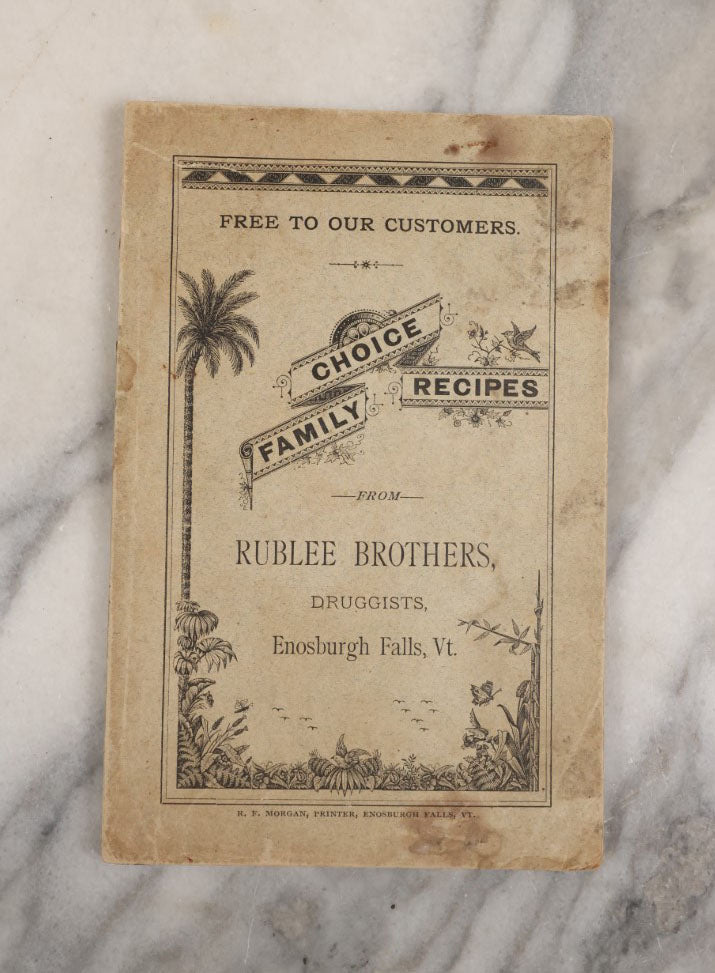 FREE TO OUR CUSTOMERS.
CHOICE
FAMILY
RECIPES
—FROM—
RUBLEE BROTHERS,
DRUGGISTS,
Enosburgh Falls, Vt.
R. F. MORGAN, PRINTER, ENOSBURGH FALLS, VT.